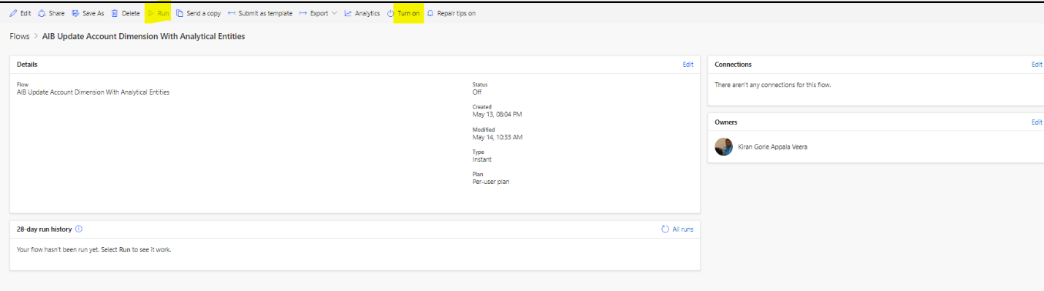 Edit Share Save As Delete Run Send a copy Submit as template Export Analytics Turn on Repair tips on
Flows > AIB Update Account Dimension With Analytical Entities
Details Edit
Flow
AIB Update Account Dimension With Analytical Entities
Status
Off
Created
May 13, 08:04 PM
Modified
May 14, 10:55 AM
Type
Instant
Plan
Per-user plan
Connections Edit
There aren't any connections for this flow.
Owners Edit
Kiran Gorie Appala Veera
28-day run history All runs
Your flow hasn't been run yet. Select Run to see it work.